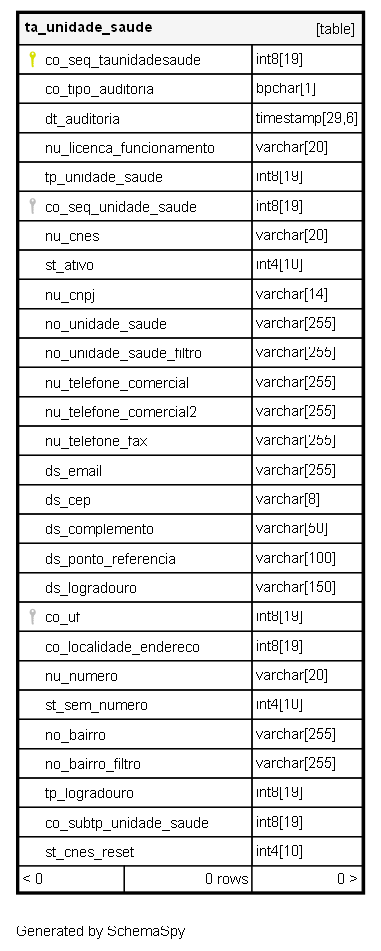 ta_unidade_saude [table]
co_seq_taunidadesaude int8[19]
co_tipo_auditoria bpchar[1]
dt_auditoria timestamp[29,6]
nu_licenca_funcionamento varchar[20]
tp_unidade_saude int8[19]
co_seq_unidade_saude int8[19]
nu_cnes varchar[20]
st_ativo int4[10]
nu_cnpj varchar[14]
no_unidade_saude varchar[255]
no_unidade_saude_filtro varchar[255]
nu_telefone_comercial varchar[255]
nu_telefone_comercial2 varchar[255]
nu_telefone_fax varchar[255]
ds_email varchar[255]
ds_cep varchar[8]
ds_complemento varchar[50]
ds_ponto_referencia varchar[100]
ds_logradouro varchar[150]
co_uf int8[19]
co_localidade_endereco int8[19]
nu_numero varchar[20]
st_sem_numero int4[10]
no_bairro varchar[255]
no_bairro_filtro varchar[255]
tp_logradouro int8[19]
co_subtp_unidade_saude int8[19]
st_cnes_reset int4[10]
< 0 0 rows 0 >
Generated by SchemaSpy